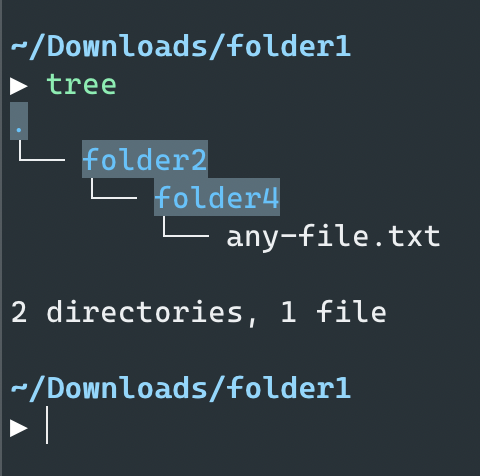 ~/Downloads/folder1
▶ tree
.
└── folder2
    └── folder4
        └── any-file.txt
2 directories, 1 file
~/Downloads/folder1
▶